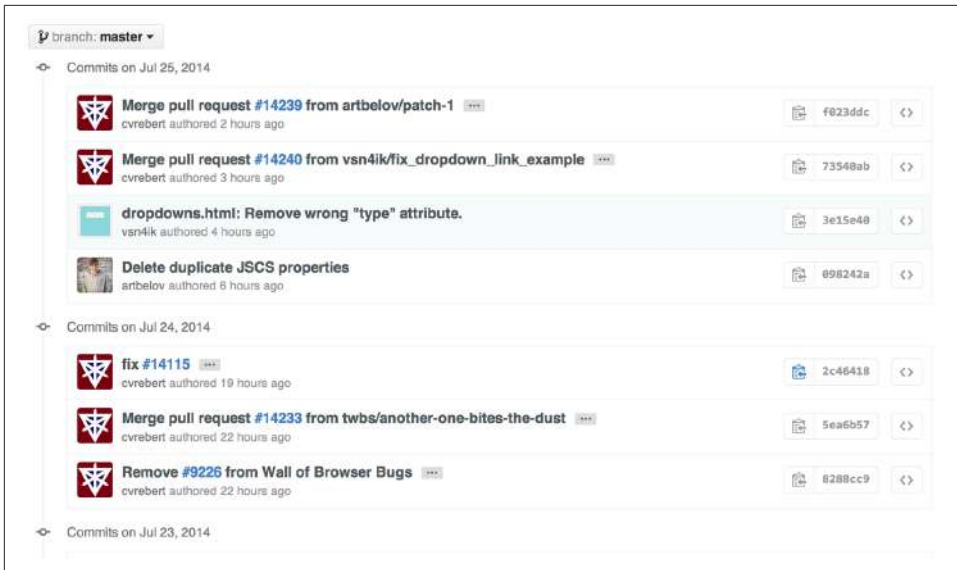 branch: master
Commits on Jul 25, 2014
Merge pull request #14239 from artbelov/patch-1 ...
cvrebert authored 2 hours ago
f023ddc
Merge pull request #14240 from vsn4ik/fix_dropdown_link_example ...
cvrebert authored 3 hours ago
73540ab
dropdowns.html: Remove wrong "type" attribute.
vsn4ik authored 4 hours ago
3e15e40
Delete duplicate JSCS properties
artbelov authored 6 hours ago
098242a
Commits on Jul 24, 2014
fix #14115 ...
cvrebert authored 19 hours ago
2c46418
Merge pull request #14233 from twbs/another-one-bites-the-dust ...
cvrebert authored 22 hours ago
5ea6b57
Remove #9226 from Wall of Browser Bugs ...
cvrebert authored 22 hours ago
8288cc9
Commits on Jul 23, 2014